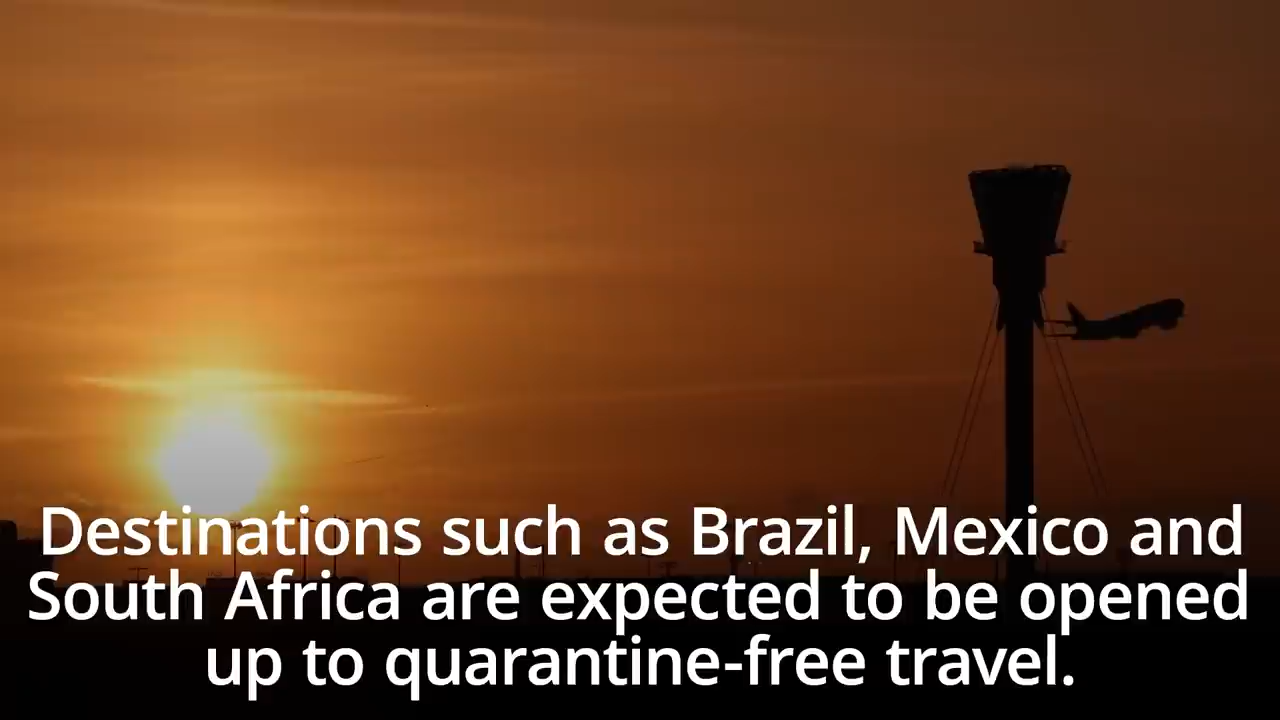 Destinations such as Brazil, Mexico and
South Africa are expected to be opened
up to quarantine-free travel.